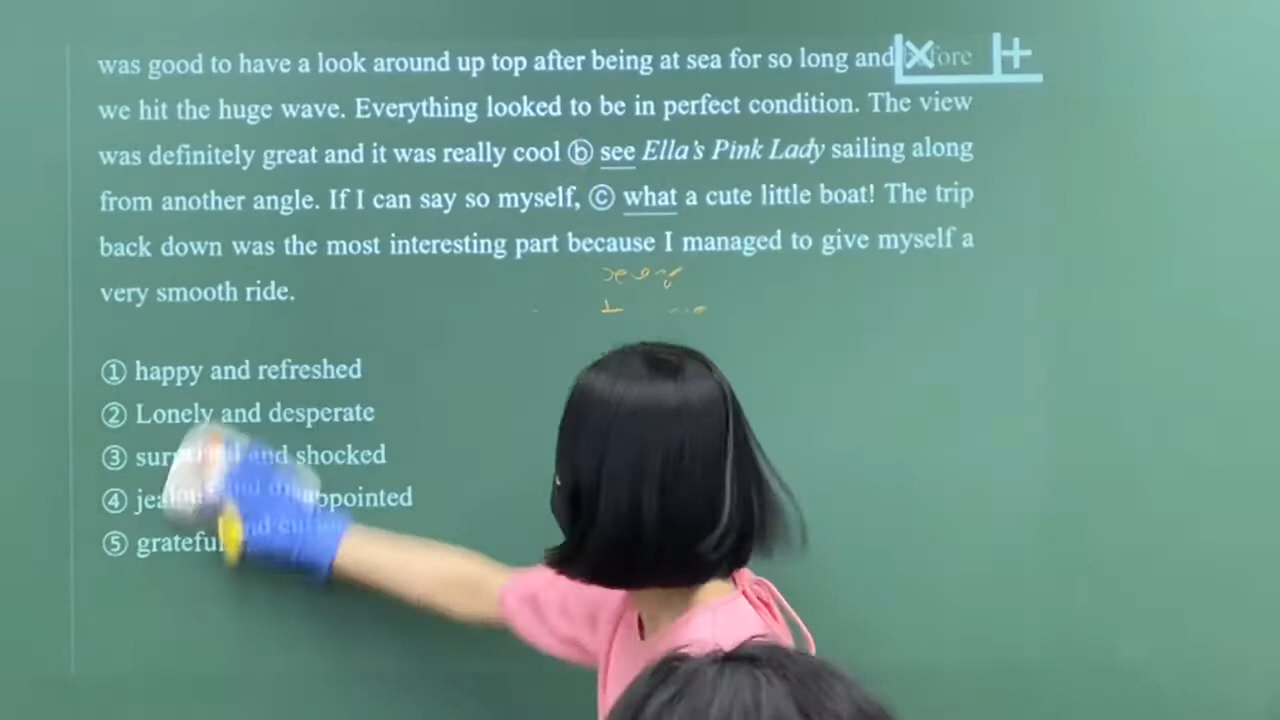 was good to have a look around up top after being at sea for so long and
we hit the huge wave. Everything looked to be in perfect condition. The view
was definitely great and it was really cool ⓑ see Ella's Pink Lady sailing along
from another angle. If I can say so myself, ⓒ what a cute little boat! The trip
back down was the most interesting part because I managed to give myself a
very smooth ride.
① happy and refreshed
② Lonely and desperate
③ and shocked
④
⑤ grateful and